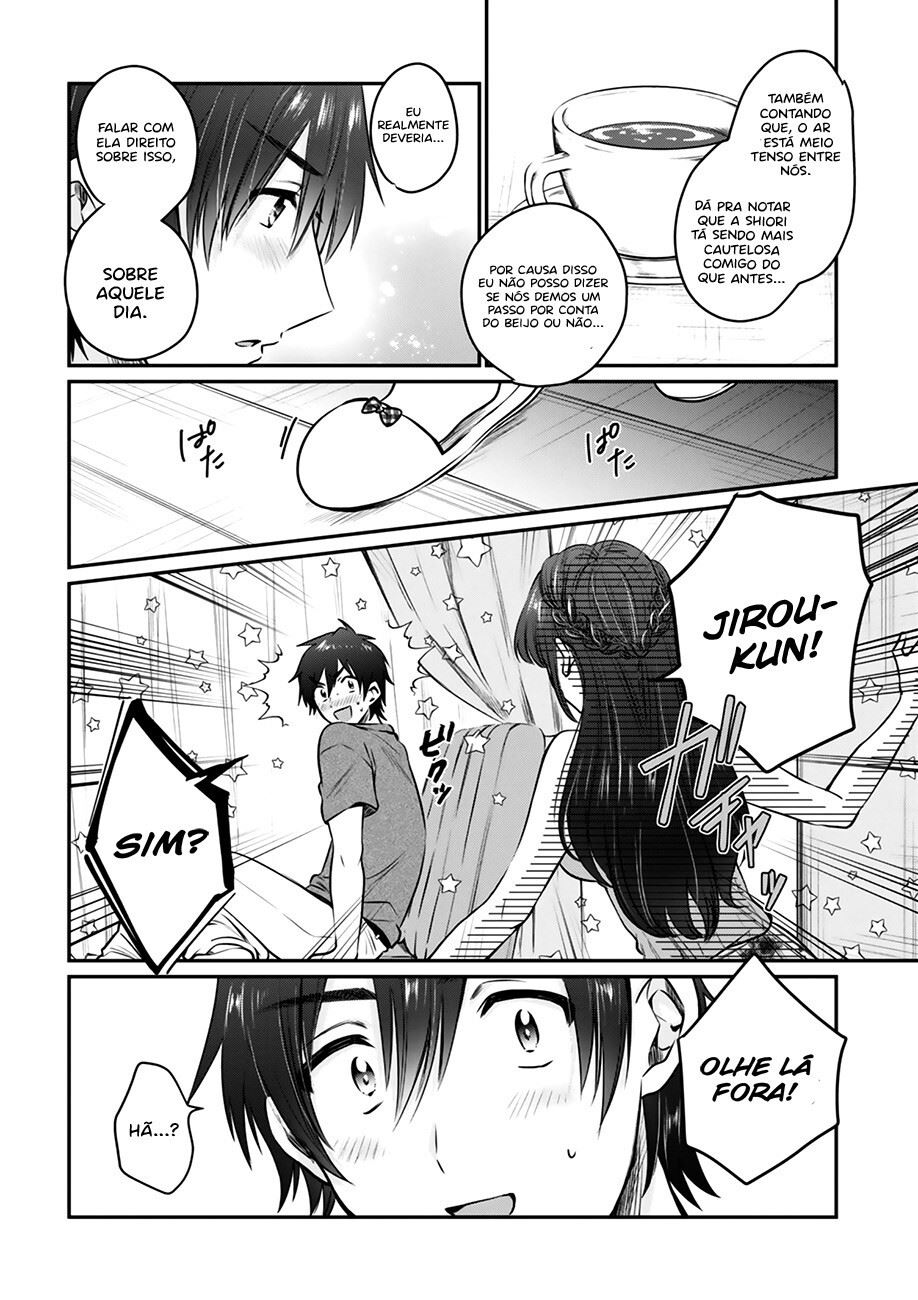 TAMBÉM
CONTANDO
QUE, O AR
ESTÁ MEIO
TENSO ENTRE
NÓS.
DÁ PRA NOTAR
QUE A SHIORI
TÁ SENDO MAIS
CAUTELOSA
COMIGO DO
QUE ANTES...
POR CAUSA DISSO
EU NÃO POSSO DIZER
SE NÓS DEMOS UM
PASSO POR CONTA
DO BEIJO OU NÃO...
EU
REALMENTE
DEVERIA...
FALAR COM
ELA DIREITO
SOBRE ISSO,
SOBRE
AQUELE
DIA.
ぱた
ぱた
JIROU-
KUN!
ガチャッ
ビクッ
SIM?
OLHE LÁ
FORA!
HÃ...?